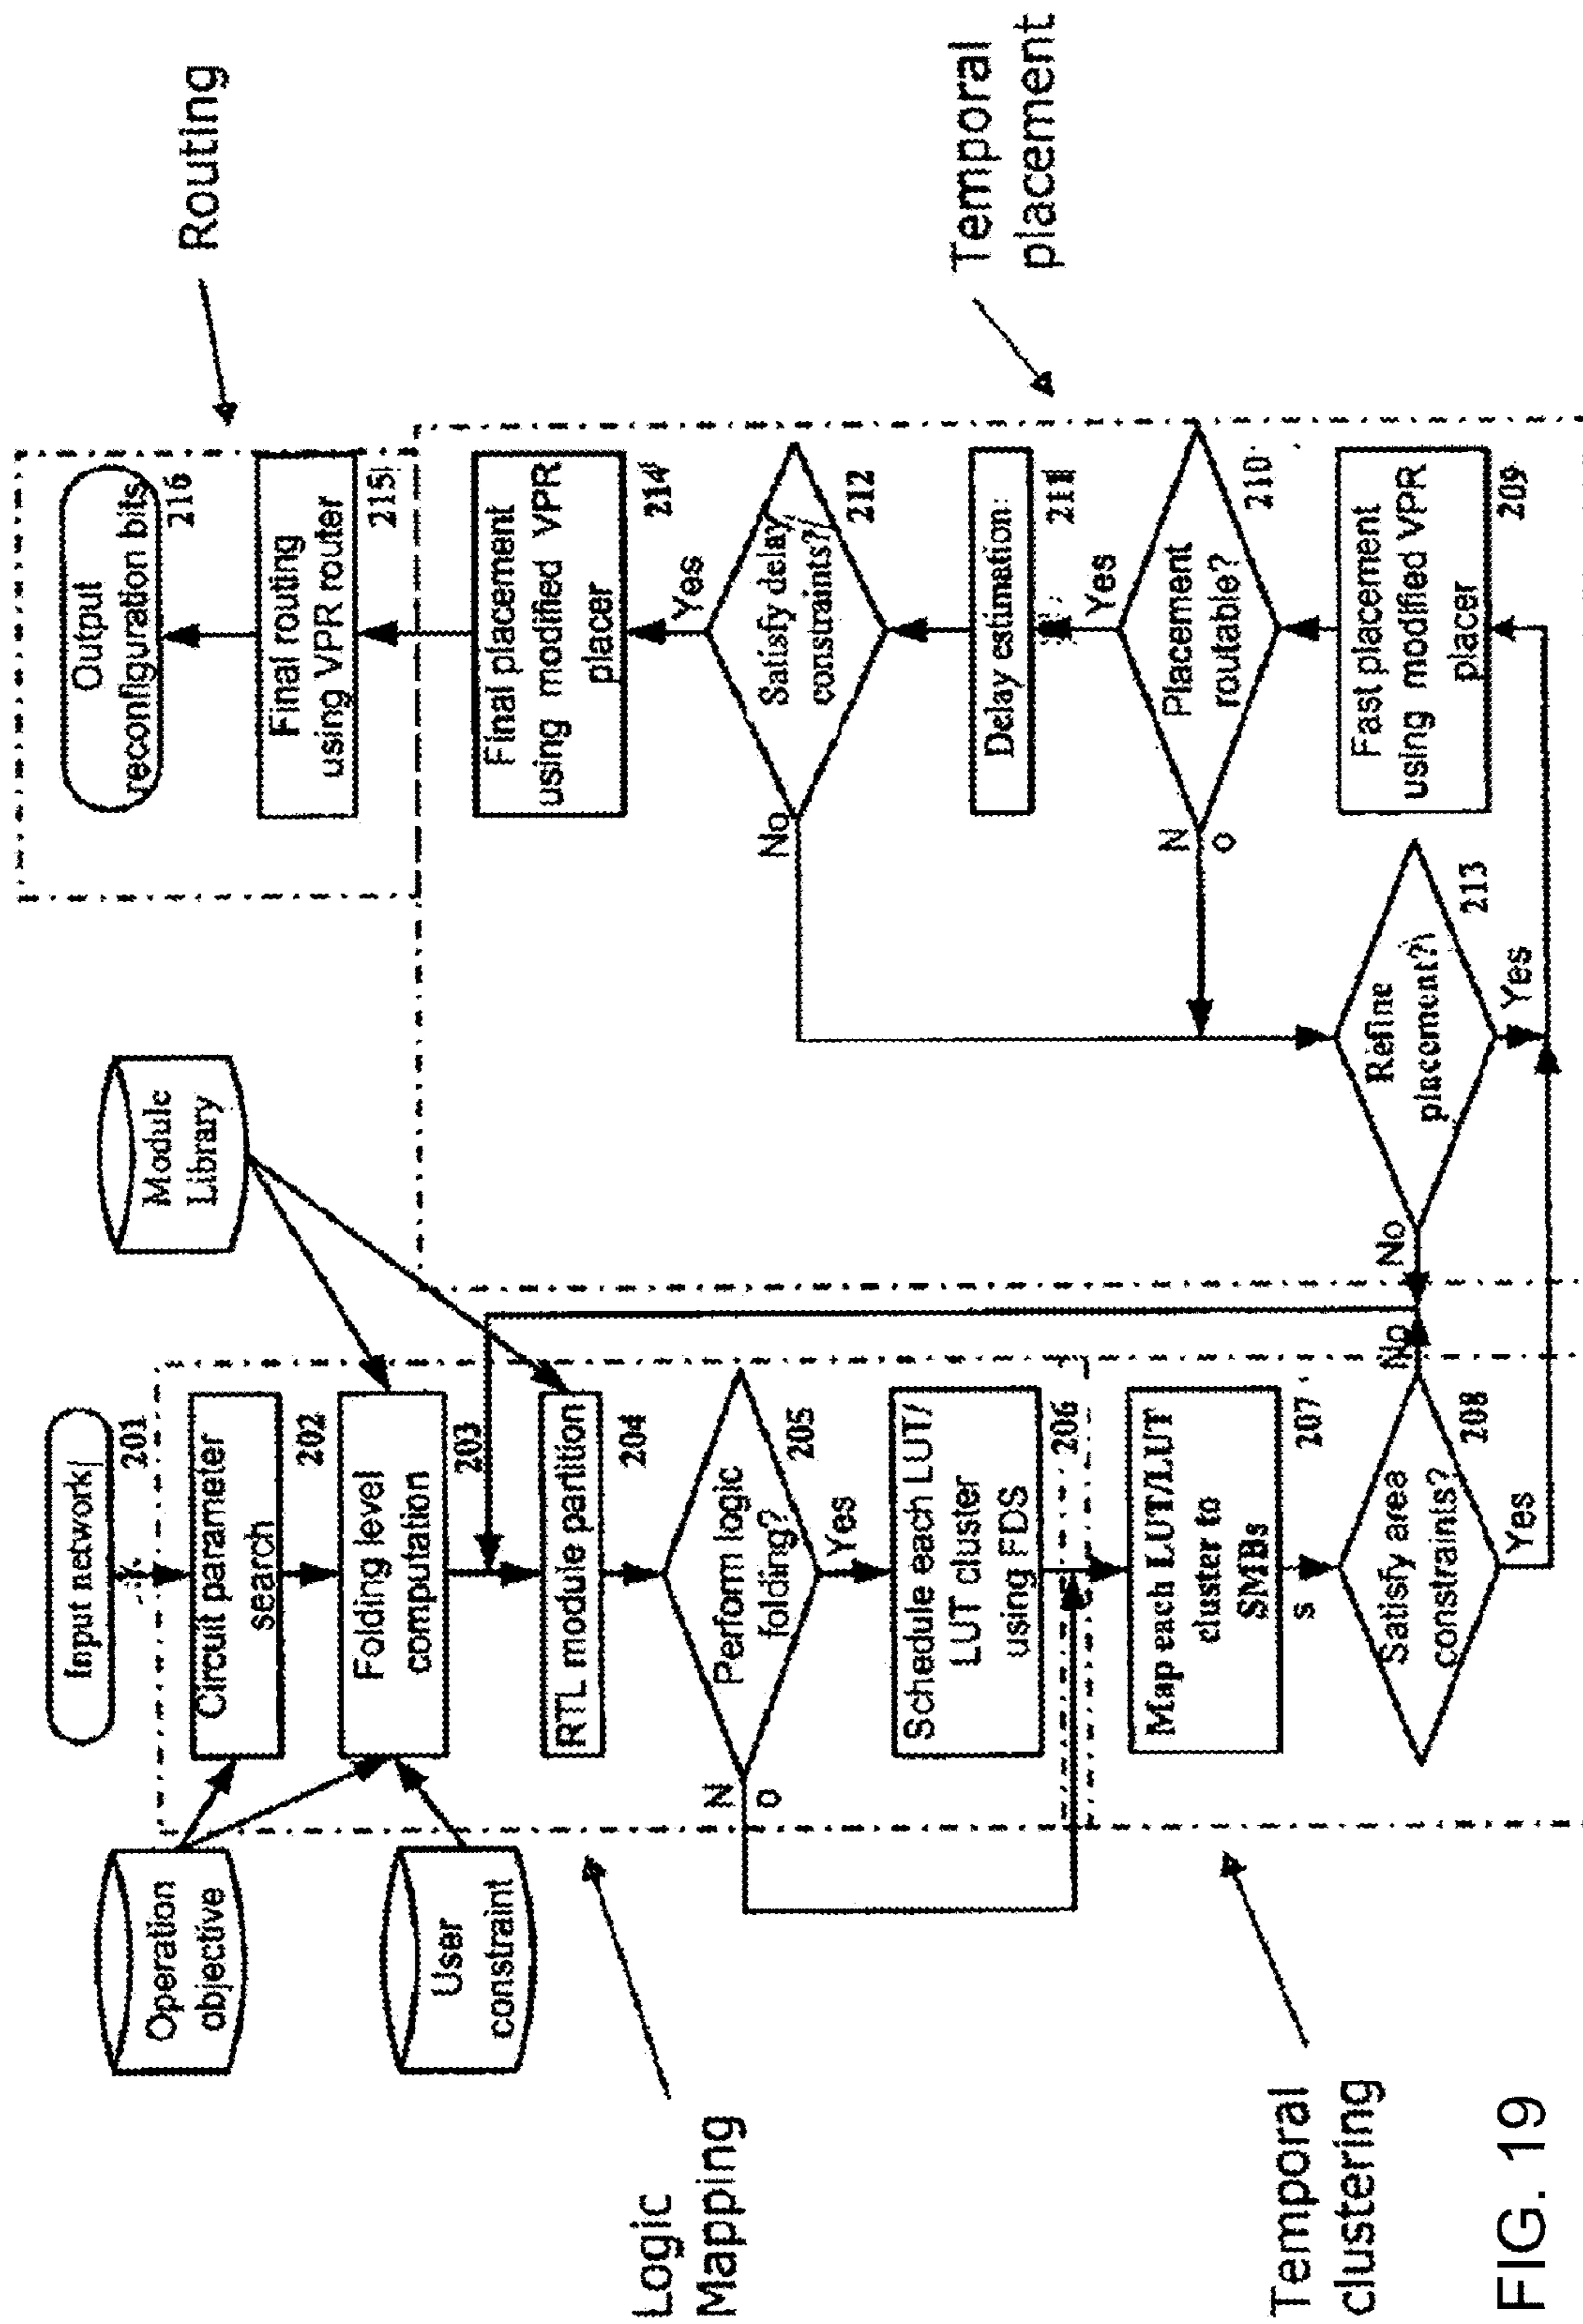 Input network
201
Circuit parameter
search
202
Folding level
computation
203
RTL module partition
204
Perform logic
folding?
205
N
o
Yes
Schedule each LUT/
LUT cluster
using FDS
206
Map each LUT/LUT
cluster to
SMBs
s
207
Satisfy area
constraints?
208
No
Yes
Operation
objective
User
constraint
Module
Library
Logic
Mapping
Temporal
clustering
Output
reconfiguration bits
216
Final routing
using VPR router
215
Final placement
using modified VPR
placer
214
Yes
Satisfy delay
constraints?
212
No
Delay estimation
211
Yes
Placement
routable?
210
N
o
Fast placement
using modified VPR
placer
209
Refine
placement?
213
No
Yes
Routing
Temporal
placement
FIG. 19